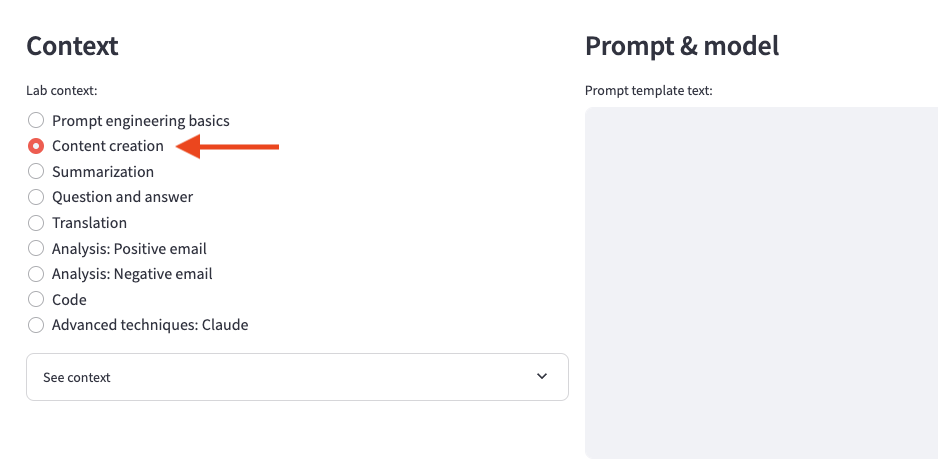 Context
Lab context:
Prompt engineering basics
Content creation
Summarization
Question and answer
Translation
Analysis: Positive email
Analysis: Negative email
Code
Advanced techniques: Claude
See context
Prompt & model
Prompt template text: